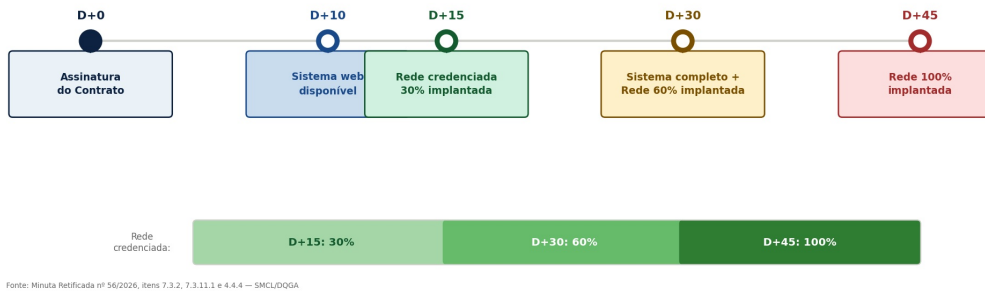 D+0
D+10
D+15
D+30
D+45
Assinatura
do Contrato
Sistema web
disponível
Rede credenciada
30% implantada
Sistema completo +
Rede 60% implantada
Rede 100%
implantada
Rede
credenciada:
D+15: 30%
D+30: 60%
D+45: 100%
Fonte: Minuta Retificada nº 56/2026, itens 7.3.2, 7.3.11.1 e 4.4.4 — SMCL/DQGA